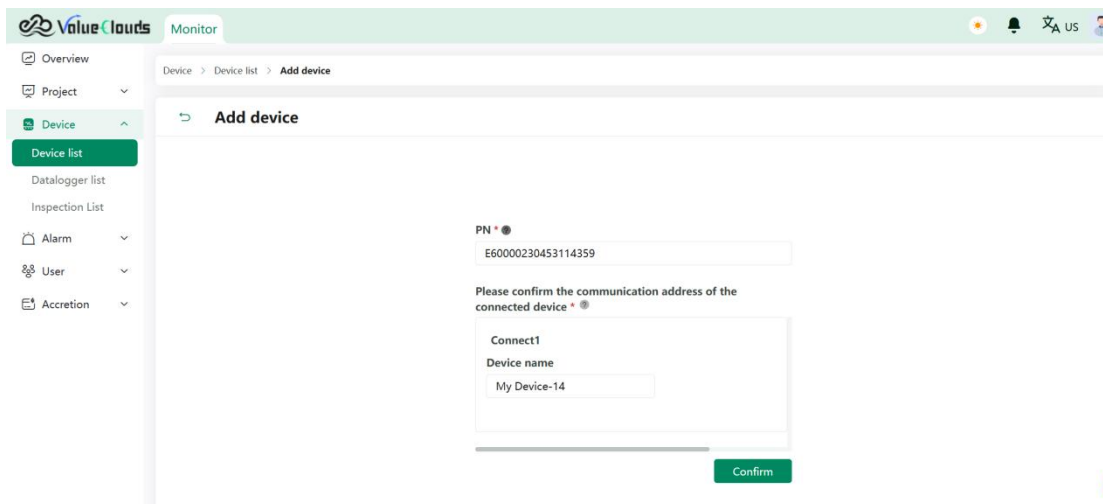 ValueClouds
Monitor
US
Overview
Project
Device
Device list
Datalogger list
Inspection List
Alarm
User
Accretion
Device > Device list > Add device
Add device
PN *
E60000230453114359
Please confirm the communication address of the
connected device *
Connect1
Device name
My Device-14
Confirm